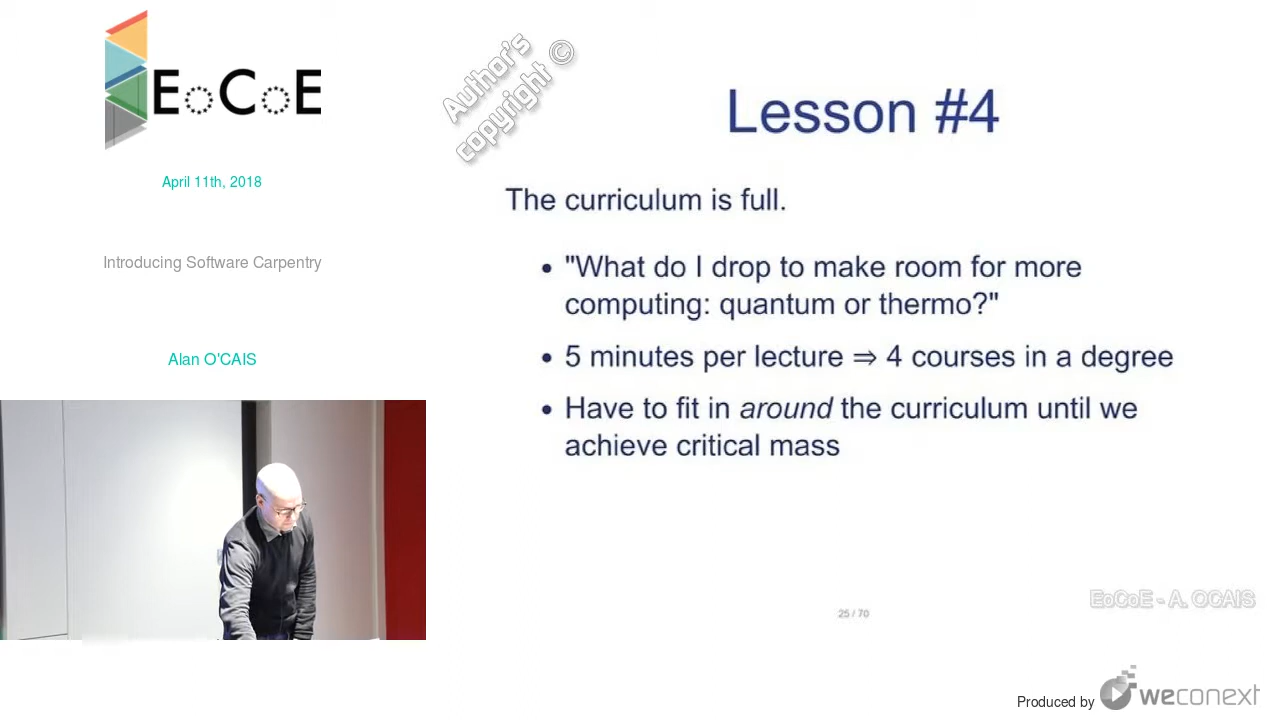 EoCoE
April 11th, 2018
Introducing Software Carpentry
Alan O'CAIS
Author's
copyright ©
Lesson #4
The curriculum is full.
• "What do I drop to make room for more
computing: quantum or thermo?"
• 5 minutes per lecture ⇒ 4 courses in a degree
• Have to fit in around the curriculum until we
achieve critical mass
25 / 70
EoCoE - A. OCAIS
Produced by weconext